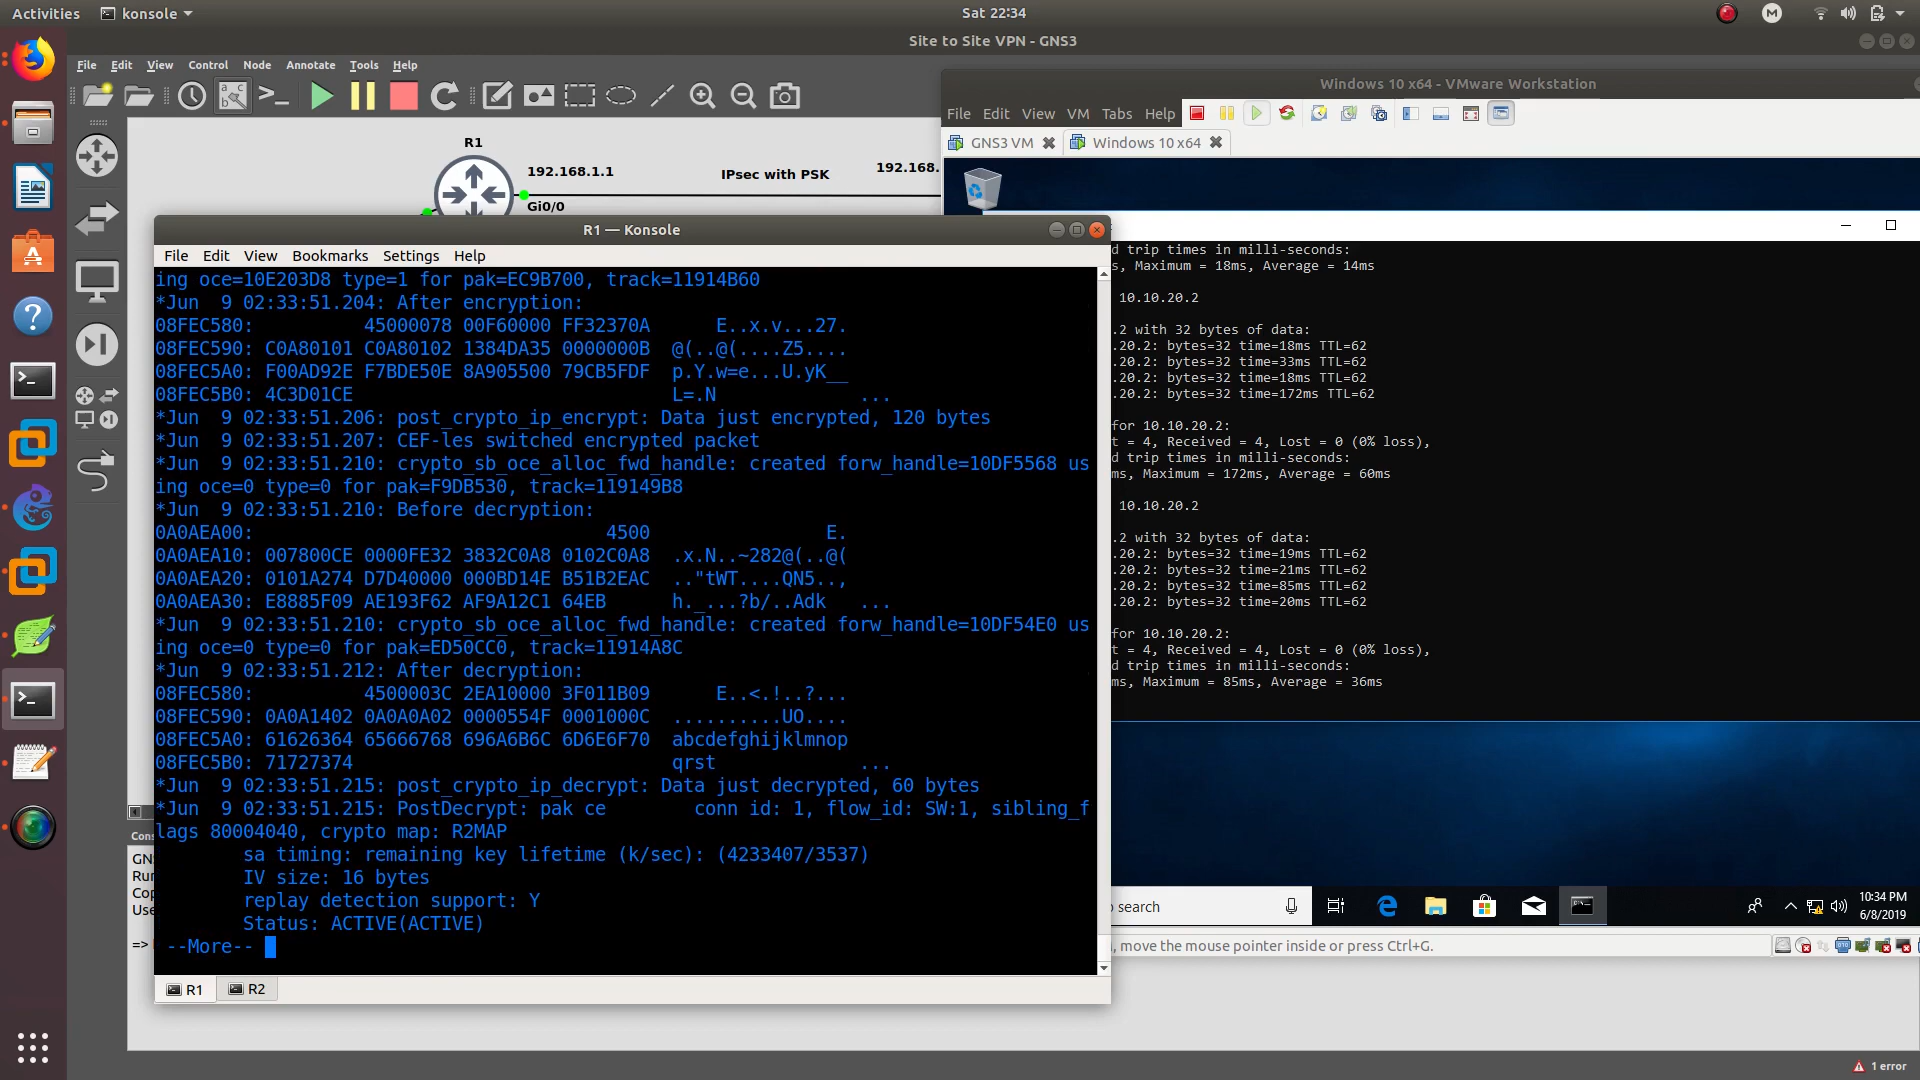 Activities
konsole
Sat 22:34
Site to Site VPN - GNS3
File Edit View Control Node Annotate Tools Help
R1
192.168.1.1
IPsec with PSK
192.168.
Gi0/0
Windows 10 x64 - VMware Workstation
File Edit View VM Tabs Help
GNS3 VM
Windows 10 x64
R1 — Konsole
File Edit View Bookmarks Settings Help
ing oce=10E203D8 type=1 for pak=EC9B700, track=11914B60
*Jun  9 02:33:51.204: After encryption:
08FEC580:          45000078 00F60000 FF32370A      E..x.v...27.
08FEC590: C0A80101 C0A80102 1384DA35 0000000B  @(..@(....Z5....
08FEC5A0: F00AD92E F7BDE50E 8A905500 79CB5FDF  p.Y.w=e...U.yK__
08FEC5B0: 4C3D01CE                             L=.N             ...
*Jun  9 02:33:51.206: post_crypto_ip_encrypt: Data just encrypted, 120 bytes
*Jun  9 02:33:51.207: CEF-les switched encrypted packet
*Jun  9 02:33:51.210: crypto_sb_oce_alloc_fwd_handle: created forw_handle=10DF5568 us
ing oce=0 type=0 for pak=F9DB530, track=119149B8
*Jun  9 02:33:51.210: Before decryption:
0A0AEA00:                                4500                E.
0A0AEA10: 007800CE 0000FE32 3832C0A8 0102C0A8  .x.N..~282@(..@(
0A0AEA20: 0101A274 D7D40000 000BD14E B51B2EAC  .."tWT....QN5..,
0A0AEA30: E8885F09 AE193F62 AF9A12C1 64EB      h._...?b/..Adk   ...
*Jun  9 02:33:51.210: crypto_sb_oce_alloc_fwd_handle: created forw_handle=10DF54E0 us
ing oce=0 type=0 for pak=ED50CC0, track=11914A8C
*Jun  9 02:33:51.212: After decryption:
08FEC580:          4500003C 2EA10000 3F011B09      E..<.!..?...
08FEC590: 0A0A1402 0A0A0A02 0000554F 0001000C  ..........UO....
08FEC5A0: 61626364 65666768 696A6B6C 6D6E6F70  abcdefghijklmnop
08FEC5B0: 71727374                             qrst             ...
*Jun  9 02:33:51.215: post_crypto_ip_decrypt: Data just decrypted, 60 bytes
*Jun  9 02:33:51.215: PostDecrypt: pak ce        conn id: 1, flow_id: SW:1, sibling_f
lags 80004040, crypto map: R2MAP
sa timing: remaining key lifetime (k/sec): (4233407/3537)
IV size: 16 bytes
replay detection support: Y
Status: ACTIVE(ACTIVE)
--More--
R1
R2
d trip times in milli-seconds:
s, Maximum = 18ms, Average = 14ms
10.10.20.2
.2 with 32 bytes of data:
.20.2: bytes=32 time=18ms TTL=62
.20.2: bytes=32 time=33ms TTL=62
.20.2: bytes=32 time=18ms TTL=62
.20.2: bytes=32 time=172ms TTL=62
for 10.10.20.2:
t = 4, Received = 4, Lost = 0 (0% loss),
d trip times in milli-seconds:
ms, Maximum = 172ms, Average = 60ms
10.10.20.2
.2 with 32 bytes of data:
.20.2: bytes=32 time=19ms TTL=62
.20.2: bytes=32 time=21ms TTL=62
.20.2: bytes=32 time=85ms TTL=62
.20.2: bytes=32 time=20ms TTL=62
for 10.10.20.2:
t = 4, Received = 4, Lost = 0 (0% loss),
d trip times in milli-seconds:
ms, Maximum = 85ms, Average = 36ms
Cons
GN
Run
Cop
Use
=>
search
10:34 PM
6/8/2019
, move the mouse pointer inside or press Ctrl+G.
1 error